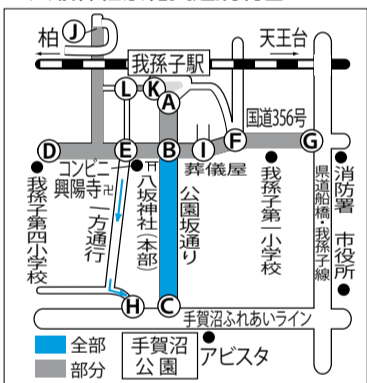 柏
J
我孫子駅
天王台
L
K
A
国道356号
D
E
B
I
F
G
コンビニ
葬儀屋
興陽寺卍
我孫子第四小学校
一方通行
八坂神社(本部)
公園坂通り
我孫子第一小学校
県道船橋・我孫子線
消防署
市役所
H
C
手賀沼ふれあいライン
全部
部分
手賀沼
公園
アビスタ